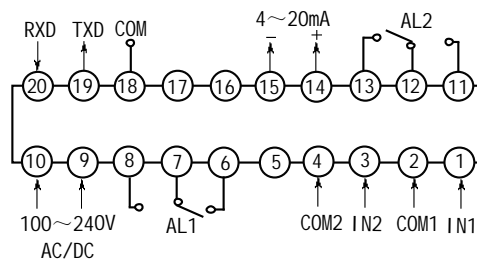 RXD TXD COM 4～20mA AL2
− +
20 19 18 17 16 15 14 13 12 11
10 9 8 7 6 5 4 3 2 1
100～240V AL1 COM2 IN2 COM1 IN1
AC/DC